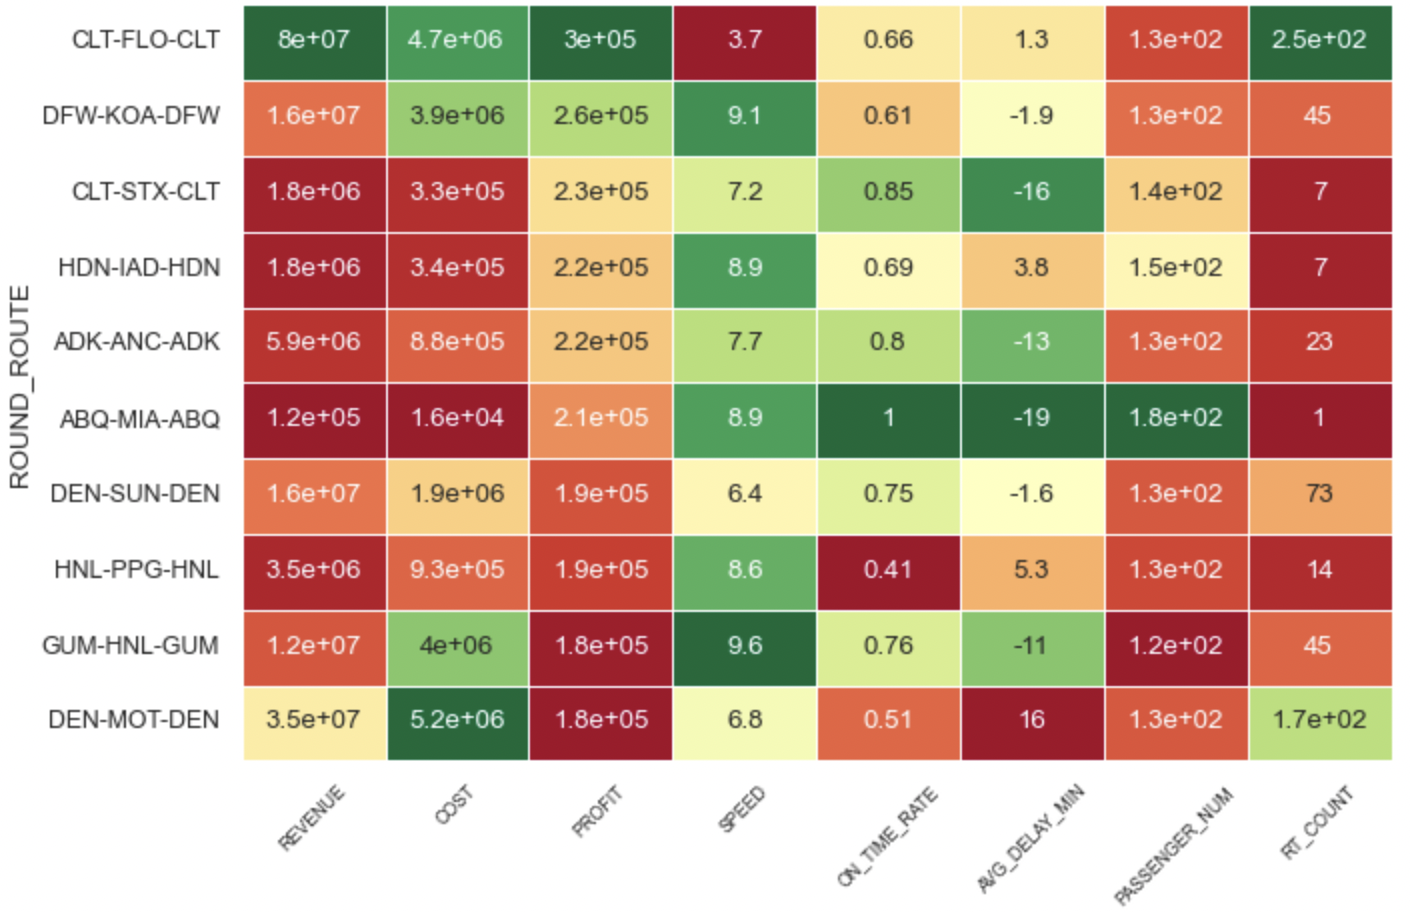 ROUND_ROUTE
CLT-FLO-CLT 8e+07 4.7e+06 3e+05 3.7 0.66 1.3 1.3e+02 2.5e+02
DFW-KOA-DFW 1.6e+07 3.9e+06 2.6e+05 9.1 0.61 -1.9 1.3e+02 45
CLT-STX-CLT 1.8e+06 3.3e+05 2.3e+05 7.2 0.85 -16 1.4e+02 7
HDN-IAD-HDN 1.8e+06 3.4e+05 2.2e+05 8.9 0.69 3.8 1.5e+02 7
ADK-ANC-ADK 5.9e+06 8.8e+05 2.2e+05 7.7 0.8 -13 1.3e+02 23
ABQ-MIA-ABQ 1.2e+05 1.6e+04 2.1e+05 8.9 1 -19 1.8e+02 1
DEN-SUN-DEN 1.6e+07 1.9e+06 1.9e+05 6.4 0.75 -1.6 1.3e+02 73
HNL-PPG-HNL 3.5e+06 9.3e+05 1.9e+05 8.6 0.41 5.3 1.3e+02 14
GUM-HNL-GUM 1.2e+07 4e+06 1.8e+05 9.6 0.76 -11 1.2e+02 45
DEN-MOT-DEN 3.5e+07 5.2e+06 1.8e+05 6.8 0.51 16 1.3e+02 1.7e+02
REVENUE COST PROFIT SPEED ON_TIME_RATE AVG_DELAY_MIN PASSENGER_NUM RT_COUNT